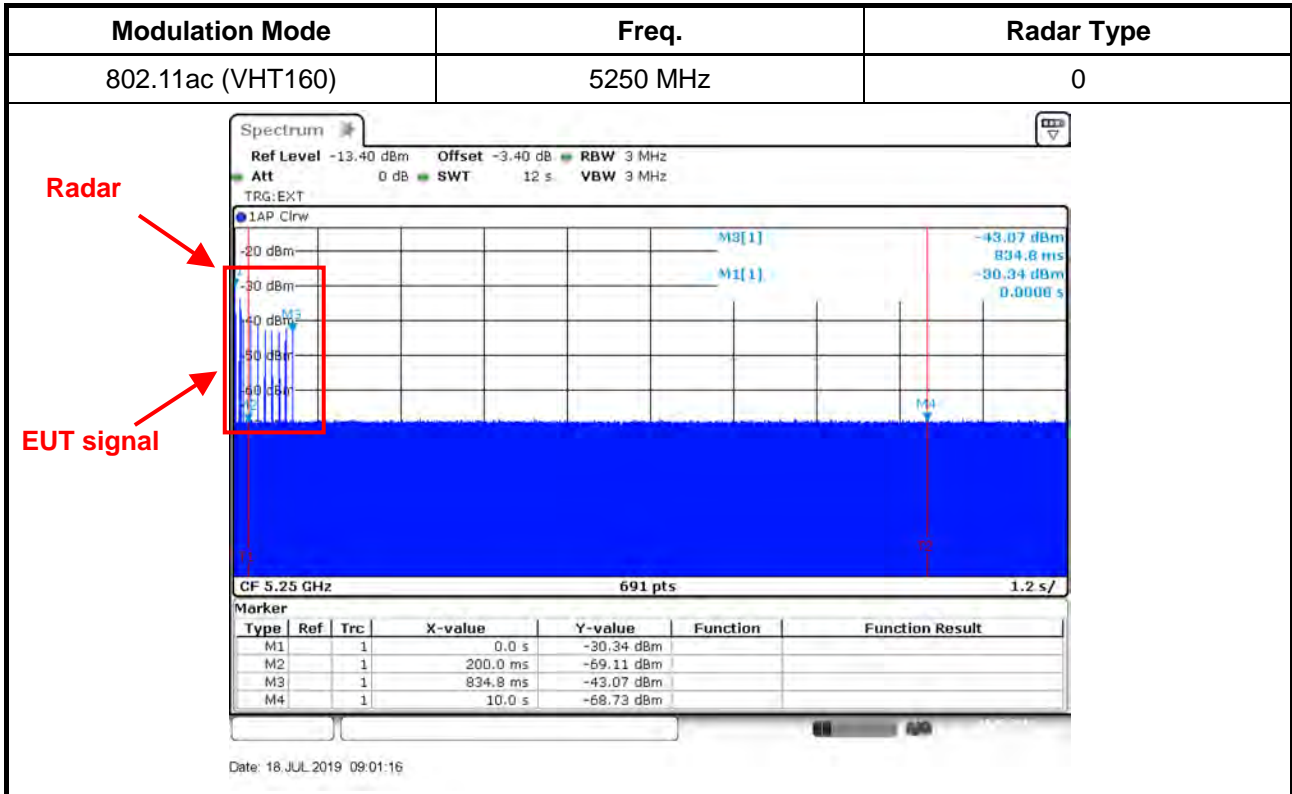 Modulation Mode Freq. Radar Type
802.11ac (VHT160) 5250 MHz 0
Spectrum
Ref Level -13.40 dBm Offset -3.40 dB RBW 3 MHz
Att 0 dB SWT 12 s VBW 3 MHz
TRG:EXT
1AP Clrw
Radar
EUT signal
M3[1] -43.07 dBm
834.8 ms
M1[1] -30.34 dBm
0.0000 s
-20 dBm
-30 dBm
-40 dBm
M3
-50 dBm
-60 dBm
M2
M4
T1
T2
CF 5.25 GHz 691 pts 1.2 s/
Marker
Type Ref Trc X-value Y-value Function Function Result
M1 1 0.0 s -30.34 dBm
M2 1 200.0 ms -69.11 dBm
M3 1 834.8 ms -43.07 dBm
M4 1 10.0 s -68.73 dBm
Date: 18.JUL.2019 09:01:16